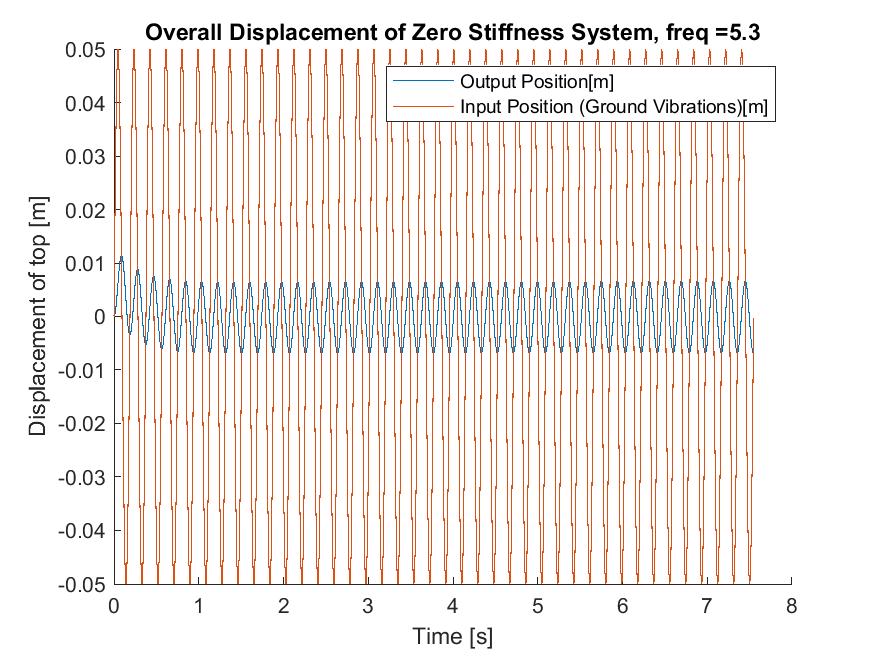 Overall Displacement of Zero Stiffness System, freq =5.3
0.05
0.04
0.03
0.02
0.01
0
-0.01
-0.02
-0.03
-0.04
-0.05
Displacement of top [m]
Output Position[m]
Input Position (Ground Vibrations)[m]
0 1 2 3 4 5 6 7 8
Time [s]